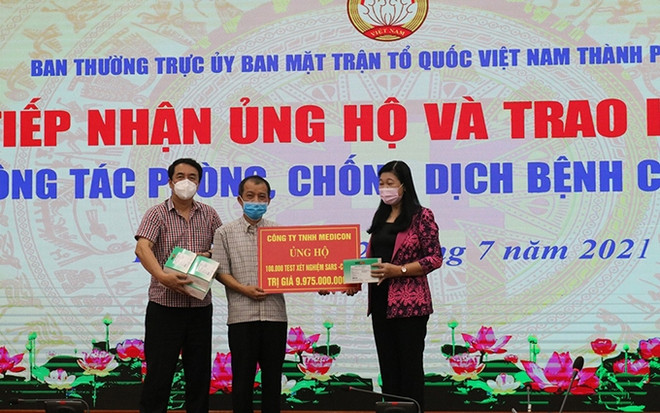 VIỆT NAM
BAN THƯỜNG TRỰC ỦY BAN MẶT TRẬN TỔ QUỐC VIỆT NAM THÀNH P
TIẾP NHẬN ỦNG HỘ VÀ TRAO
ÔNG TÁC PHÒNG, CHỐNG DỊCH BỆNH C
7 năm 2021
CÔNG TY TNHH MEDICON
ỦNG HỘ
100.000 TEST XÉT NGHIỆM SARS -C
TRỊ GIÁ 9.975.000.00